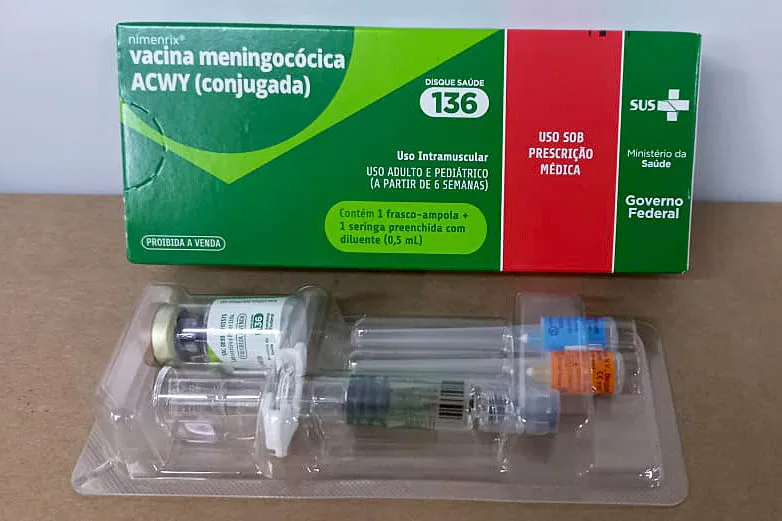 nimenrix®
vacina meningocócica
ACWY (conjugada)
DISQUE SAÚDE
136
Uso Intramuscular
USO ADULTO E PEDIÁTRICO
(A PARTIR DE 6 SEMANAS)
Contém 1 frasco-ampola +
1 seringa preenchida com
diluente (0,5 mL)
PROIBIDA A VENDA
USO SOB
PRESCRIÇÃO
MÉDICA
SUS
Ministério da
Saúde
Governo
Federal
136